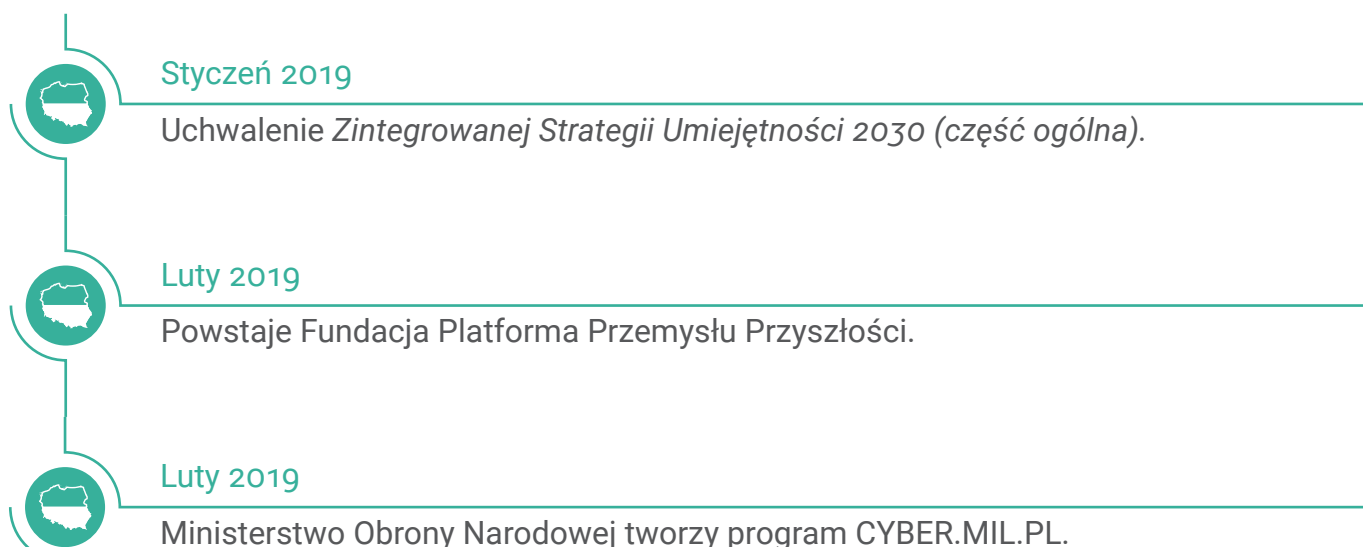 Styczeń 2019
Uchwalenie Zintegrowanej Strategii Umiejętności 2030 (część ogólna).
Luty 2019
Powstaje Fundacja Platforma Przemysłu Przyszłości.
Luty 2019
Ministerstwo Obrony Narodowej tworzy program CYBER.MIL.PL.